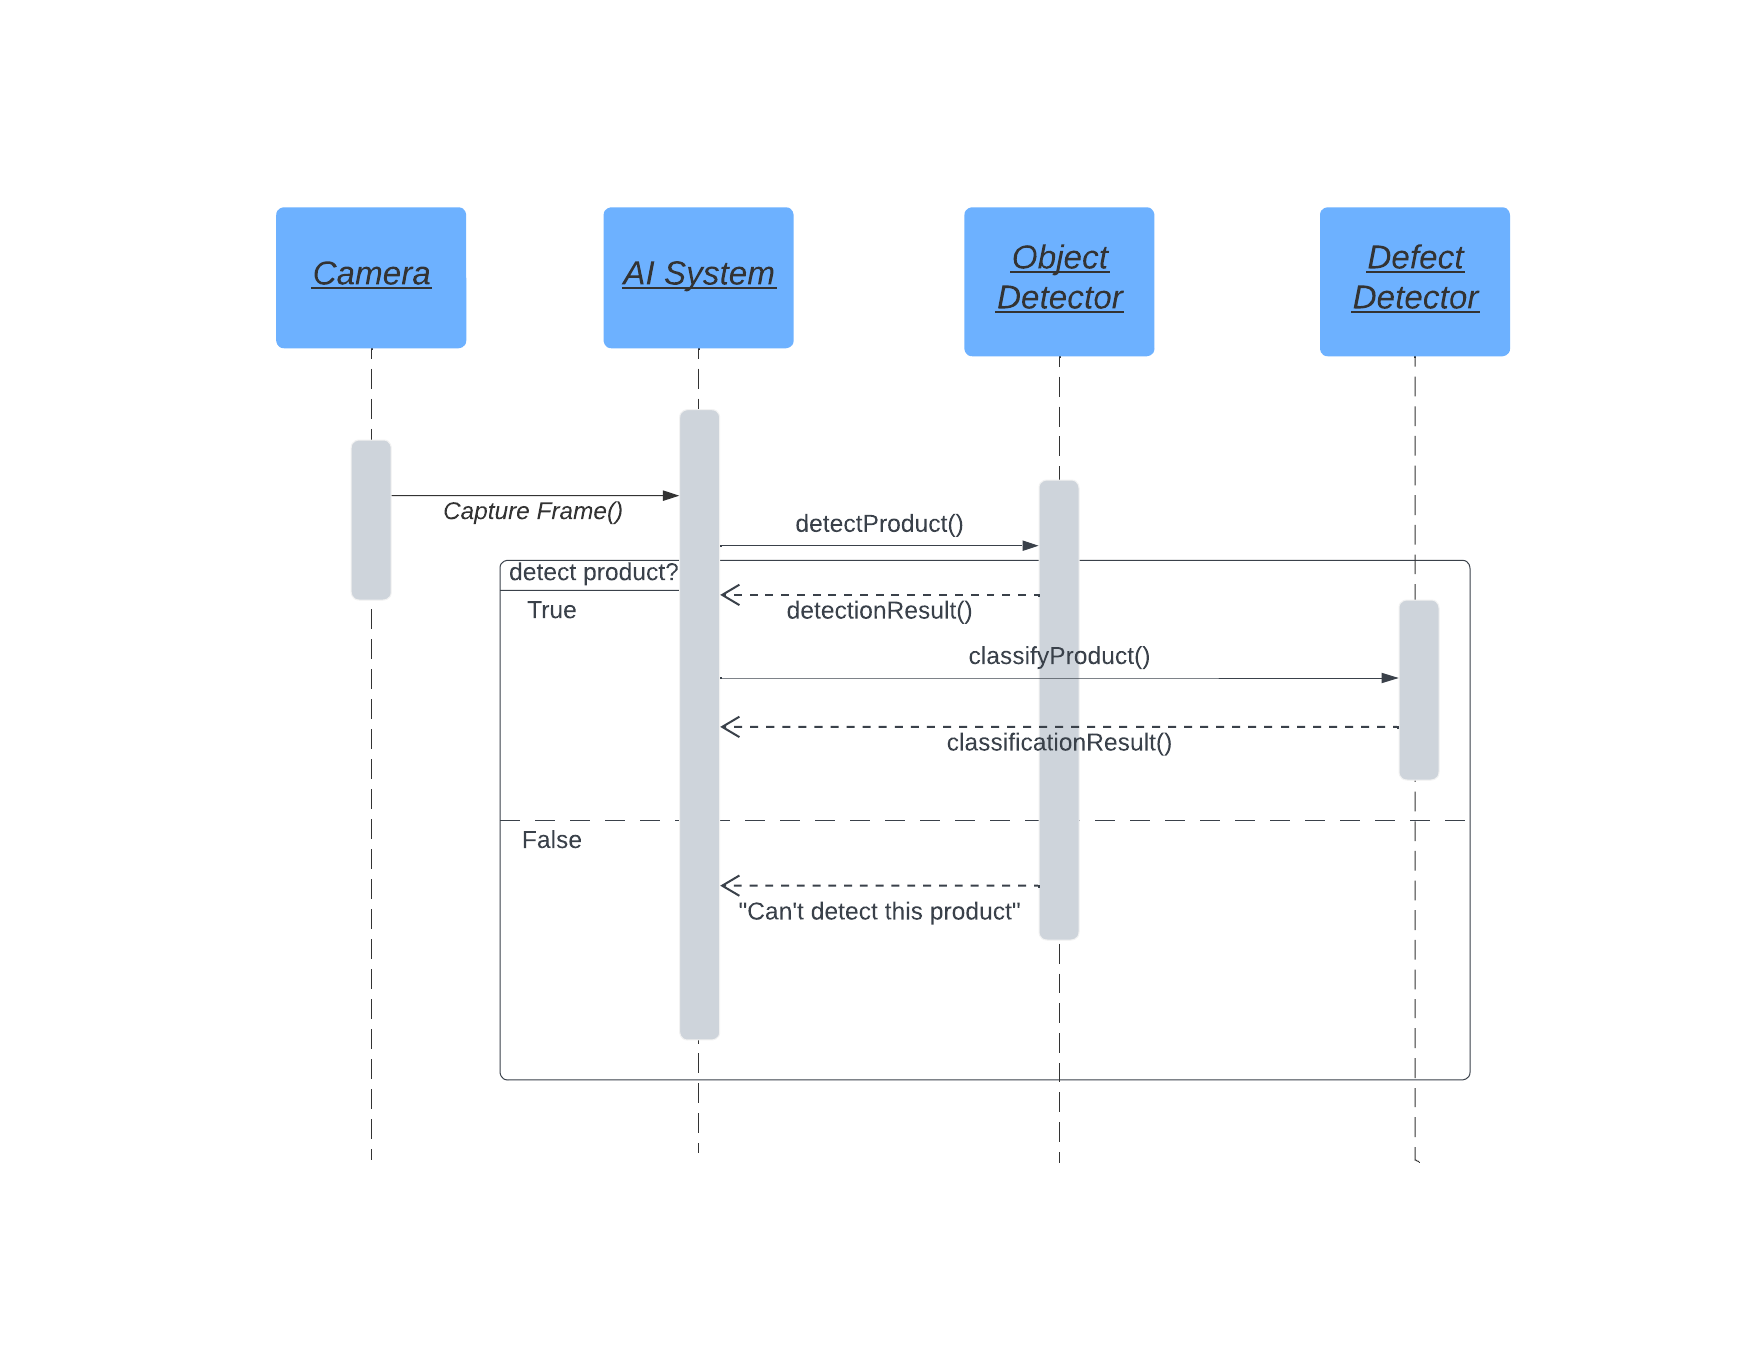 Camera
AI System
Object
Detector
Defect
Detector
Capture Frame()
detectProduct()
detect product?
True
detectionResult()
classifyProduct()
classificationResult()
False
"Can't detect this product"